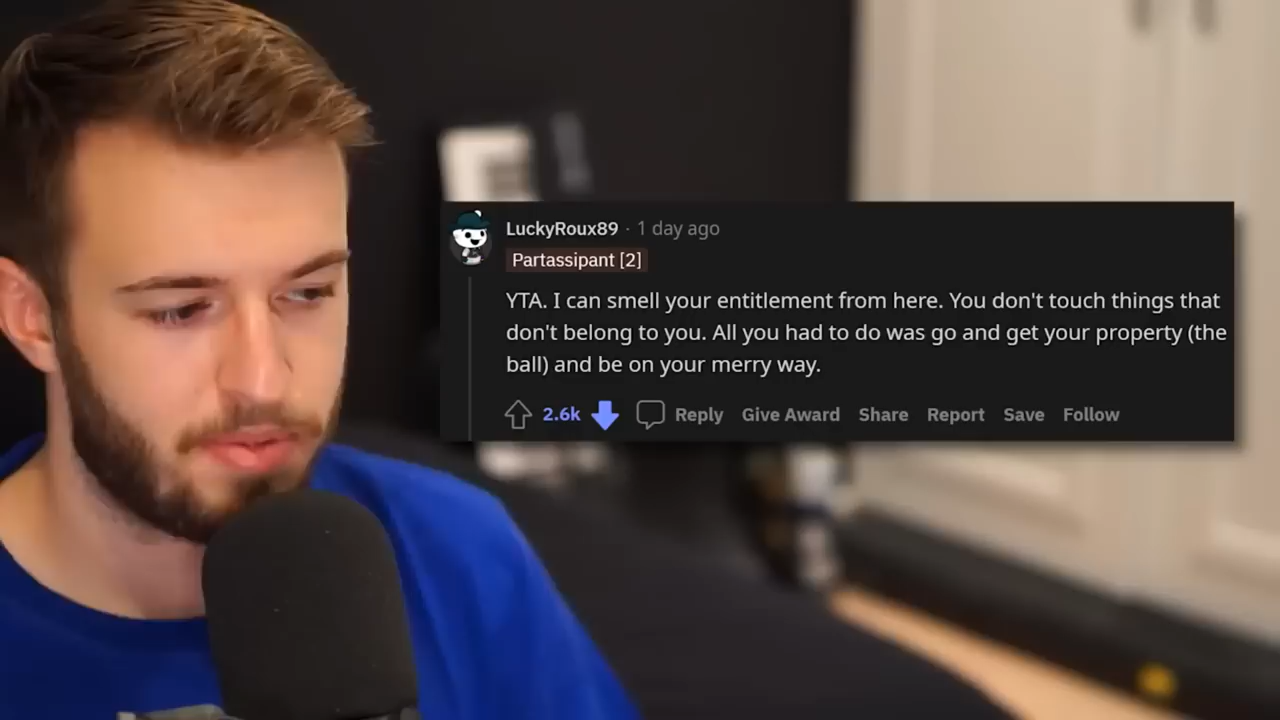 LuckyRoux89 · 1 day ago
Partassipant [2]
YTA. I can smell your entitlement from here. You don't touch things that
don't belong to you. All you had to do was go and get your property (the
ball) and be on your merry way.
2.6k Reply Give Award Share Report Save Follow